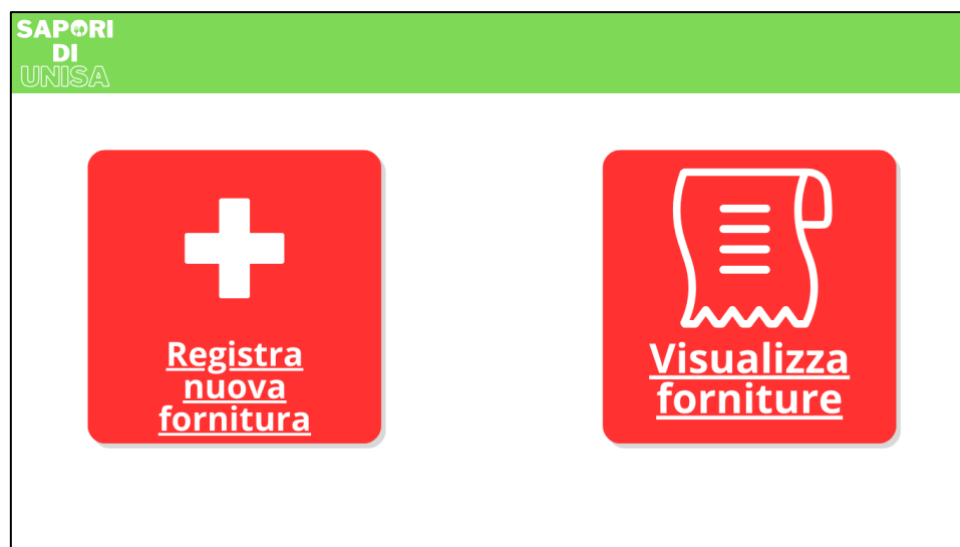 SAPORI
DI
UNISA
Registra
nuova
fornitura
Visualizza
forniture